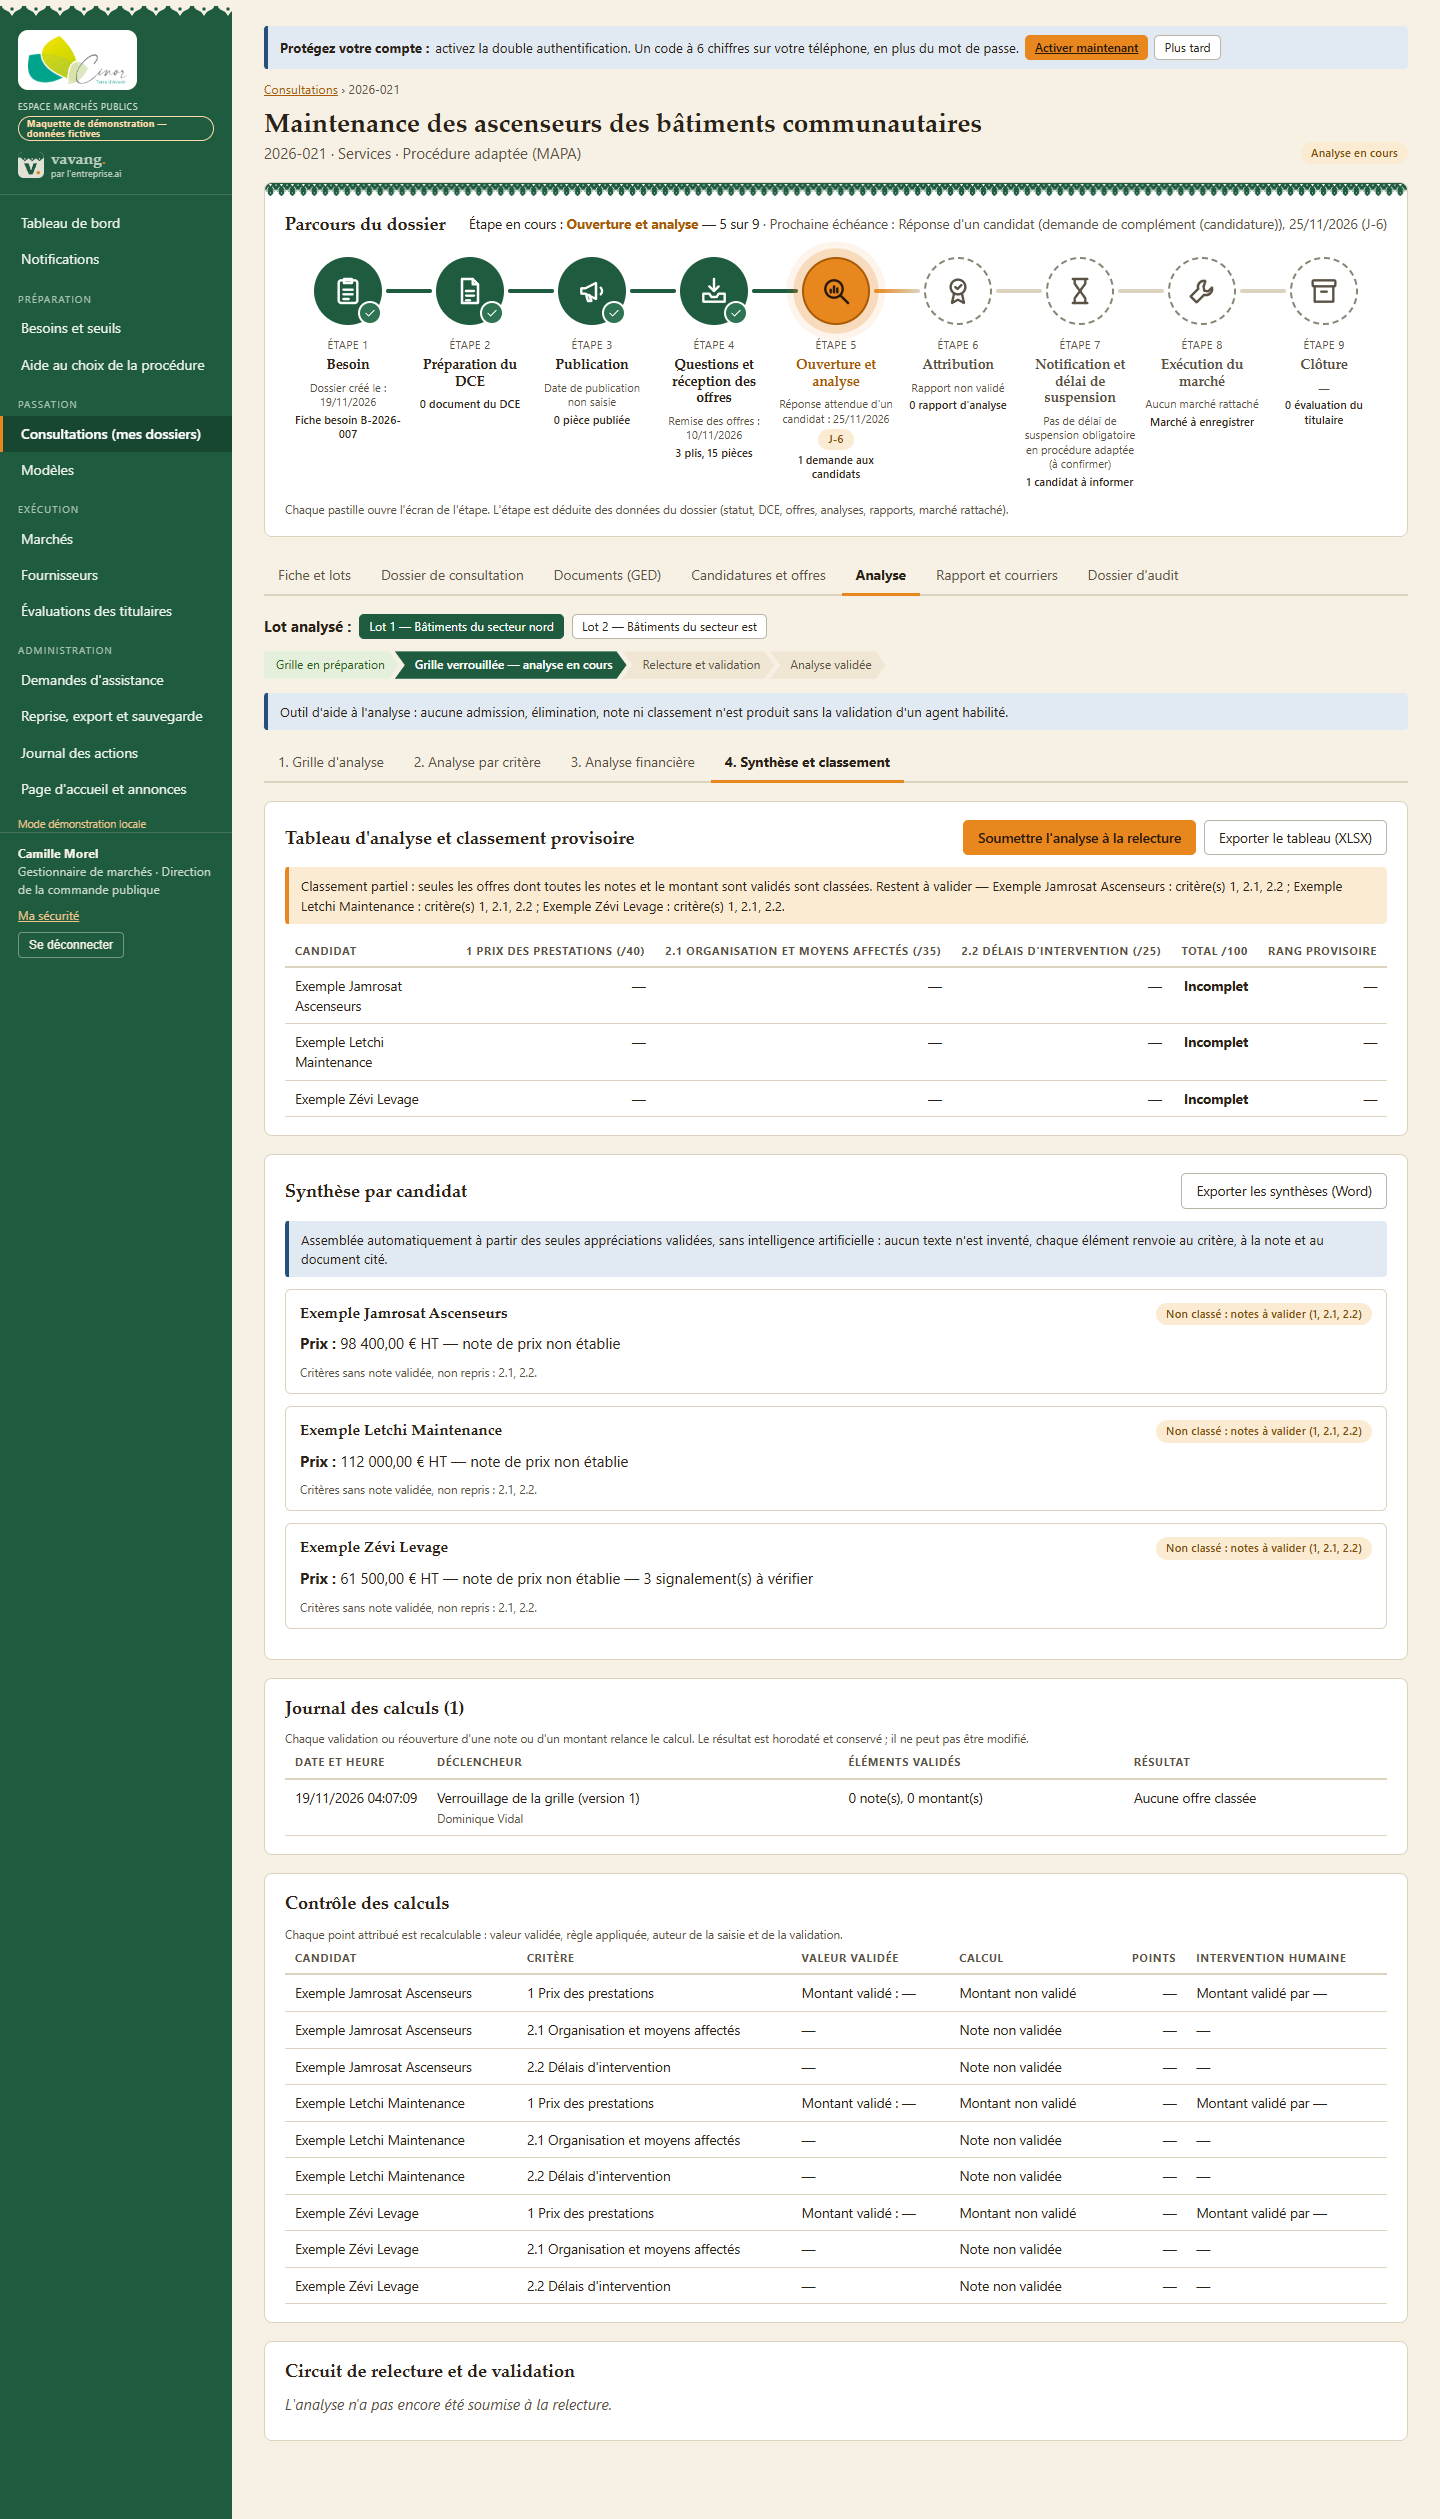 Cinor
Terre d'Avenir
ESPACE MARCHÉS PUBLICS
Maquette de démonstration —
données fictives
v.
vavang.
par l'entreprise.ai
Tableau de bord
Notifications
PRÉPARATION
Besoins et seuils
Aide au choix de la procédure
PASSATION
Consultations (mes dossiers)
Modèles
EXÉCUTION
Marchés
Fournisseurs
Évaluations des titulaires
ADMINISTRATION
Demandes d'assistance
Reprise, export et sauvegarde
Journal des actions
Page d'accueil et annonces
Mode démonstration locale
Camille Morel
Gestionnaire de marchés · Direction
de la commande publique
Ma sécurité
Se déconnecter
Protégez votre compte : activez la double authentification. Un code à 6 chiffres sur votre téléphone, en plus du mot de passe. Activer maintenant Plus tard
Consultations › 2026-021
Maintenance des ascenseurs des bâtiments communautaires
2026-021 · Services · Procédure adaptée (MAPA) Analyse en cours
Parcours du dossier Étape en cours : Ouverture et analyse — 5 sur 9 · Prochaine échéance : Réponse d'un candidat (demande de complément (candidature)), 25/11/2026 (J-6)
ÉTAPE 1
Besoin
Dossier créé le :
19/11/2026
Fiche besoin B-2026-
007
ÉTAPE 2
Préparation du
DCE
0 document du DCE
ÉTAPE 3
Publication
Date de publication
non saisie
0 pièce publiée
ÉTAPE 4
Questions et
réception des
offres
Remise des offres :
10/11/2026
3 plis, 15 pièces
ÉTAPE 5
Ouverture et
analyse
Réponse attendue d'un
candidat : 25/11/2026
J-6
1 demande aux
candidats
ÉTAPE 6
Attribution
Rapport non validé
0 rapport d'analyse
ÉTAPE 7
Notification et
délai de
suspension
Pas de délai de
suspension obligatoire
en procédure adaptée
(à confirmer)
1 candidat à informer
ÉTAPE 8
Exécution du
marché
Aucun marché rattaché
Marché à enregistrer
ÉTAPE 9
Clôture
—
0 évaluation du
titulaire
Chaque pastille ouvre l'écran de l'étape. L'étape est déduite des données du dossier (statut, DCE, offres, analyses, rapports, marché rattaché).
Fiche et lots Dossier de consultation Documents (GED) Candidatures et offres Analyse Rapport et courriers Dossier d'audit
Lot analysé : Lot 1 — Bâtiments du secteur nord Lot 2 — Bâtiments du secteur est
Grille en préparation Grille verrouillée — analyse en cours Relecture et validation Analyse validée
Outil d'aide à l'analyse : aucune admission, élimination, note ni classement n'est produit sans la validation d'un agent habilité.
1. Grille d'analyse 2. Analyse par critère 3. Analyse financière 4. Synthèse et classement
Tableau d'analyse et classement provisoire Soumettre l'analyse à la relecture Exporter le tableau (XLSX)
Classement partiel : seules les offres dont toutes les notes et le montant sont validés sont classées. Restent à valider — Exemple Jamrosat Ascenseurs : critère(s) 1, 2.1, 2.2 ; Exemple
Letchi Maintenance : critère(s) 1, 2.1, 2.2 ; Exemple Zévi Levage : critère(s) 1, 2.1, 2.2.
CANDIDAT 1 PRIX DES PRESTATIONS (/40) 2.1 ORGANISATION ET MOYENS AFFECTÉS (/35) 2.2 DÉLAIS D'INTERVENTION (/25) TOTAL /100 RANG PROVISOIRE
Exemple Jamrosat
Ascenseurs — — — Incomplet —
Exemple Letchi
Maintenance — — — Incomplet —
Exemple Zévi Levage — — — Incomplet —
Synthèse par candidat Exporter les synthèses (Word)
Assemblée automatiquement à partir des seules appréciations validées, sans intelligence artificielle : aucun texte n'est inventé, chaque élément renvoie au critère, à la note et au
document cité.
Exemple Jamrosat Ascenseurs Non classé : notes à valider (1, 2.1, 2.2)
Prix : 98 400,00 € HT — note de prix non établie
Critères sans note validée, non repris : 2.1, 2.2.
Exemple Letchi Maintenance Non classé : notes à valider (1, 2.1, 2.2)
Prix : 112 000,00 € HT — note de prix non établie
Critères sans note validée, non repris : 2.1, 2.2.
Exemple Zévi Levage Non classé : notes à valider (1, 2.1, 2.2)
Prix : 61 500,00 € HT — note de prix non établie — 3 signalement(s) à vérifier
Critères sans note validée, non repris : 2.1, 2.2.
Journal des calculs (1)
Chaque validation ou réouverture d'une note ou d'un montant relance le calcul. Le résultat est horodaté et conservé ; il ne peut pas être modifié.
DATE ET HEURE DÉCLENCHEUR ÉLÉMENTS VALIDÉS RÉSULTAT
19/11/2026 04:07:09 Verrouillage de la grille (version 1) 0 note(s), 0 montant(s) Aucune offre classée
Dominique Vidal
Contrôle des calculs
Chaque point attribué est recalculable : valeur validée, règle appliquée, auteur de la saisie et de la validation.
CANDIDAT CRITÈRE VALEUR VALIDÉE CALCUL POINTS INTERVENTION HUMAINE
Exemple Jamrosat Ascenseurs 1 Prix des prestations Montant validé : — Montant non validé — Montant validé par —
Exemple Jamrosat Ascenseurs 2.1 Organisation et moyens affectés — Note non validée — —
Exemple Jamrosat Ascenseurs 2.2 Délais d'intervention — Note non validée — —
Exemple Letchi Maintenance 1 Prix des prestations Montant validé : — Montant non validé — Montant validé par —
Exemple Letchi Maintenance 2.1 Organisation et moyens affectés — Note non validée — —
Exemple Letchi Maintenance 2.2 Délais d'intervention — Note non validée — —
Exemple Zévi Levage 1 Prix des prestations Montant validé : — Montant non validé — Montant validé par —
Exemple Zévi Levage 2.1 Organisation et moyens affectés — Note non validée — —
Exemple Zévi Levage 2.2 Délais d'intervention — Note non validée — —
Circuit de relecture et de validation
L'analyse n'a pas encore été soumise à la relecture.